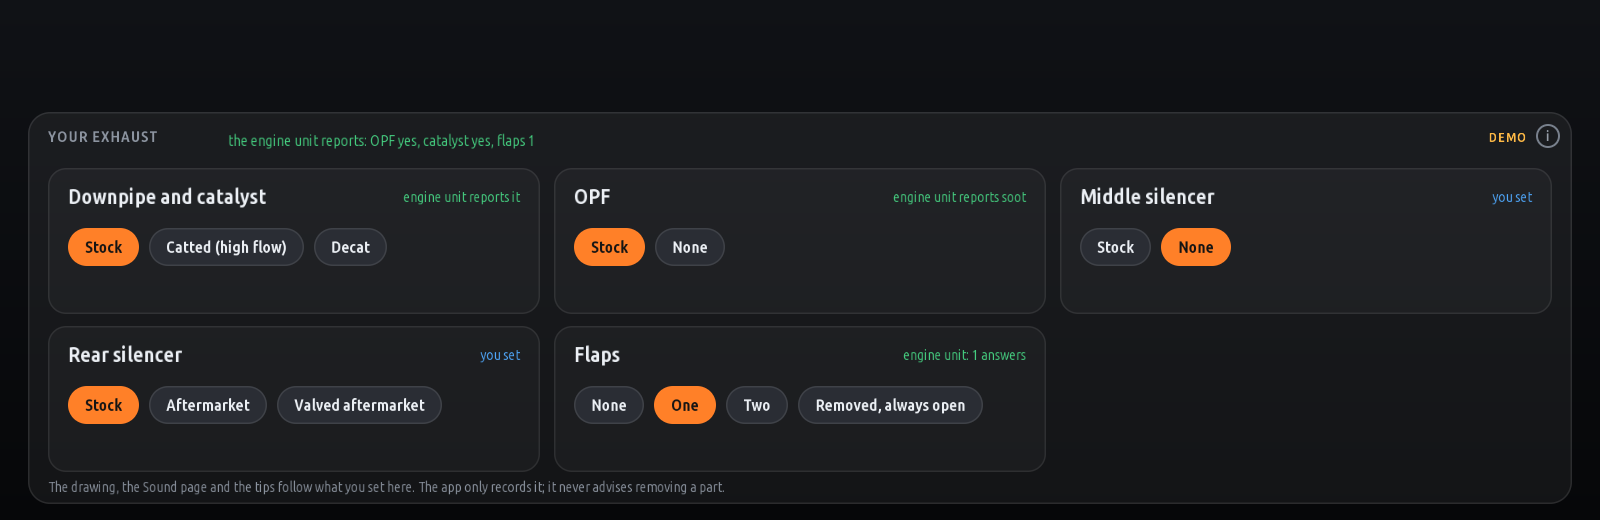 YOUR EXHAUST
the engine unit reports: OPF yes, catalyst yes, flaps 1
DEMO
i
Downpipe and catalyst
engine unit reports it
Stock
Catted (high flow)
Decat
OPF
engine unit reports soot
Stock
None
Middle silencer
you set
Stock
None
Rear silencer
you set
Stock
Aftermarket
Valved aftermarket
Flaps
engine unit: 1 answers
None
One
Two
Removed, always open
The drawing, the Sound page and the tips follow what you set here. The app only records it; it never advises removing a part.